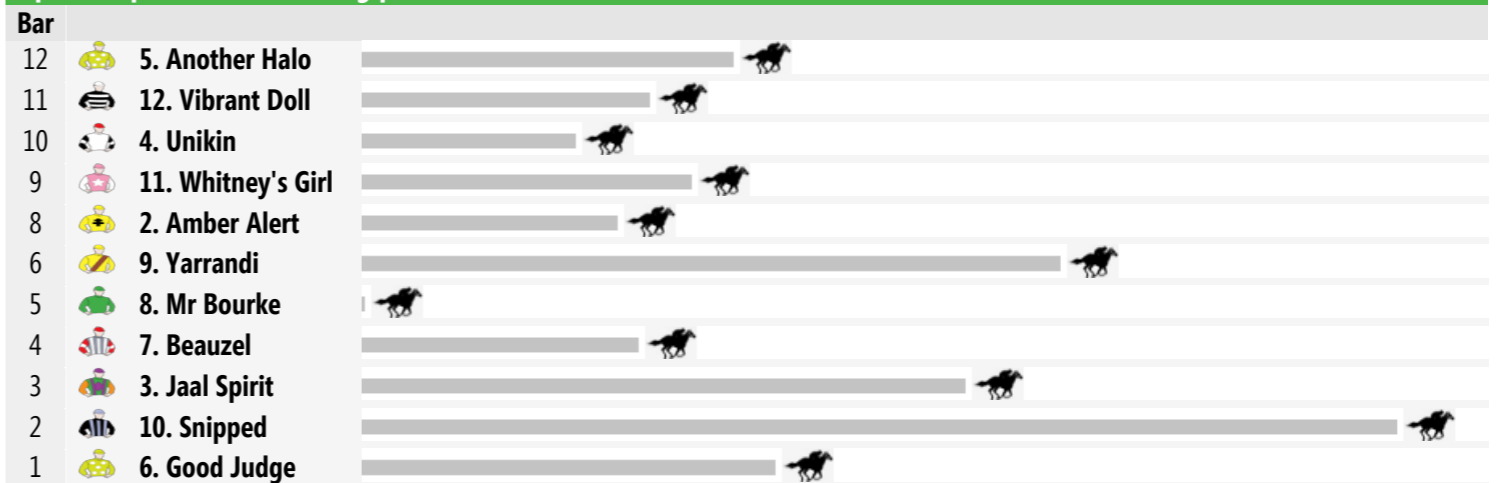 Bar
12 5. Another Halo
11 12. Vibrant Doll
10 4. Unikin
9 11. Whitney's Girl
8 2. Amber Alert
6 9. Yarrandi
5 8. Mr Bourke
4 7. Beauzel
3 3. Jaal Spirit
2 10. Snipped
1 6. Good Judge